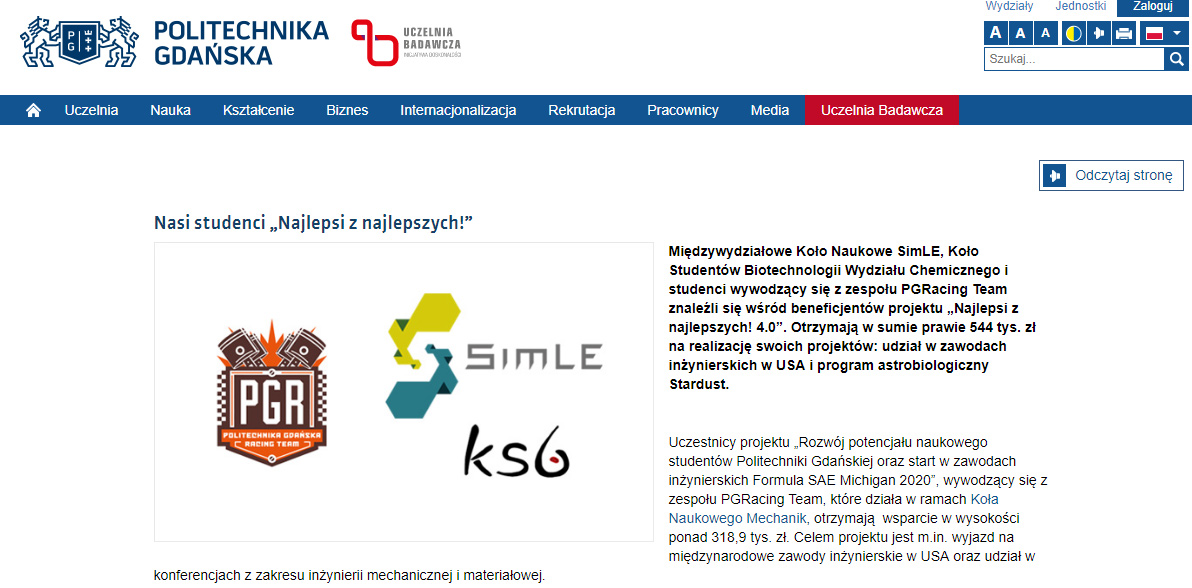 Wydziały Jednostki Zaloguj
POLITECHNIKA
GDAŃSKA
UCZELNIA
BADAWCZA
INICJATYWA DOSKONAŁOŚCI
P G
A A A
Szukaj...
Uczelnia Nauka Kształcenie Biznes Internacjonalizacja Rekrutacja Pracownicy Media Uczelnia Badawcza
Odczytaj stronę
Nasi studenci „Najlepsi z najlepszych!”
PGR
POLITECHNIKA GDAŃSKA
RACING TEAM
SimLE
ksb
Międzywydziałowe Koło Naukowe SimLE, Koło
Studentów Biotechnologii Wydziału Chemicznego i
studenci wywodzący się z zespołu PGRacing Team
znaleźli się wśród beneficjentów projektu „Najlepsi z
najlepszych! 4.0”. Otrzymają w sumie prawie 544 tys. zł
na realizację swoich projektów: udział w zawodach
inżynierskich w USA i program astrobiologiczny
Stardust.
Uczestnicy projektu „Rozwój potencjału naukowego
studentów Politechniki Gdańskiej oraz start w zawodach
inżynierskich Formula SAE Michigan 2020”, wywodzący się z
zespołu PGRacing Team, które działa w ramach Koła
Naukowego Mechanik, otrzymają wsparcie w wysokości
ponad 318,9 tys. zł. Celem projektu jest m.in. wyjazd na
międzynarodowe zawody inżynierskie w USA oraz udział w
konferencjach z zakresu inżynierii mechanicznej i materiałowej.